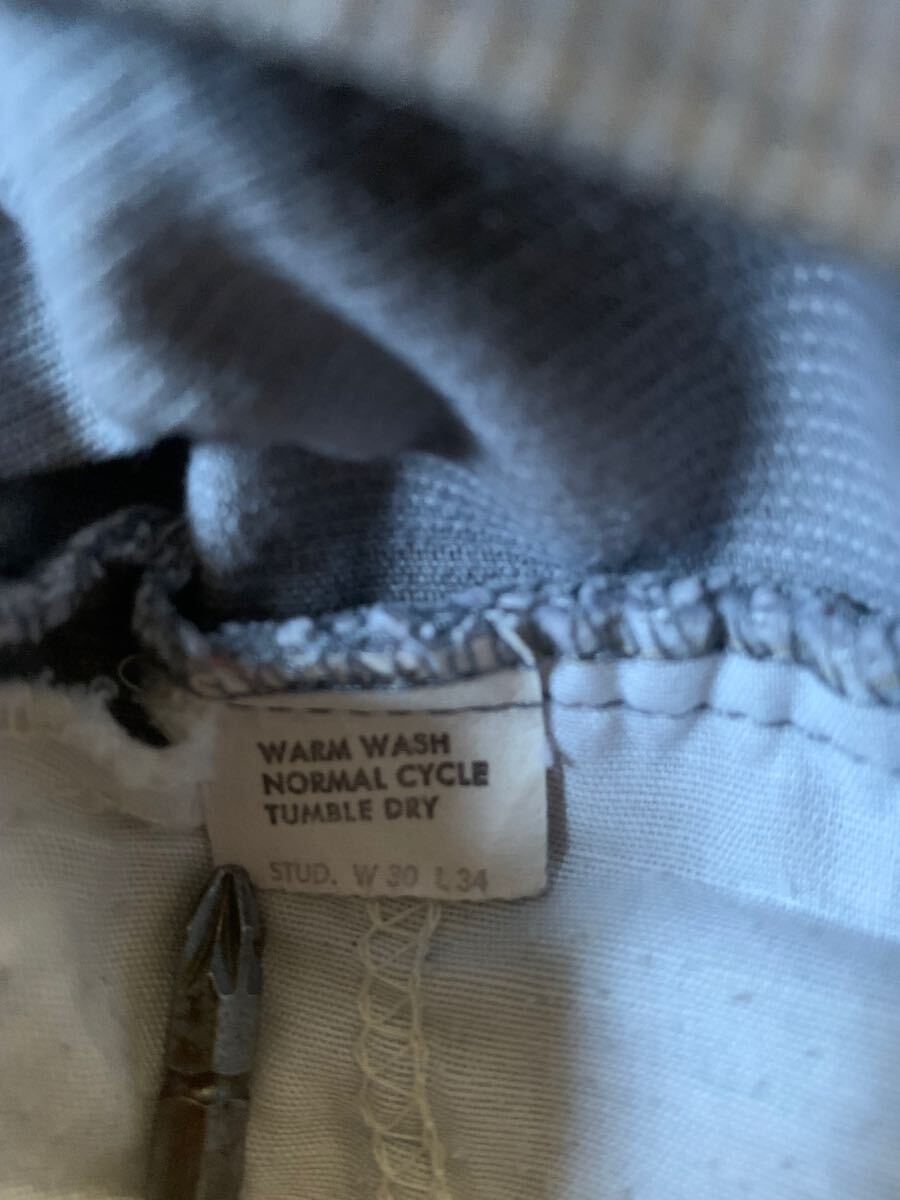 WARM WASH
NORMAL CYCLE
TUMBLE DRY
STUD. W 30 L 34